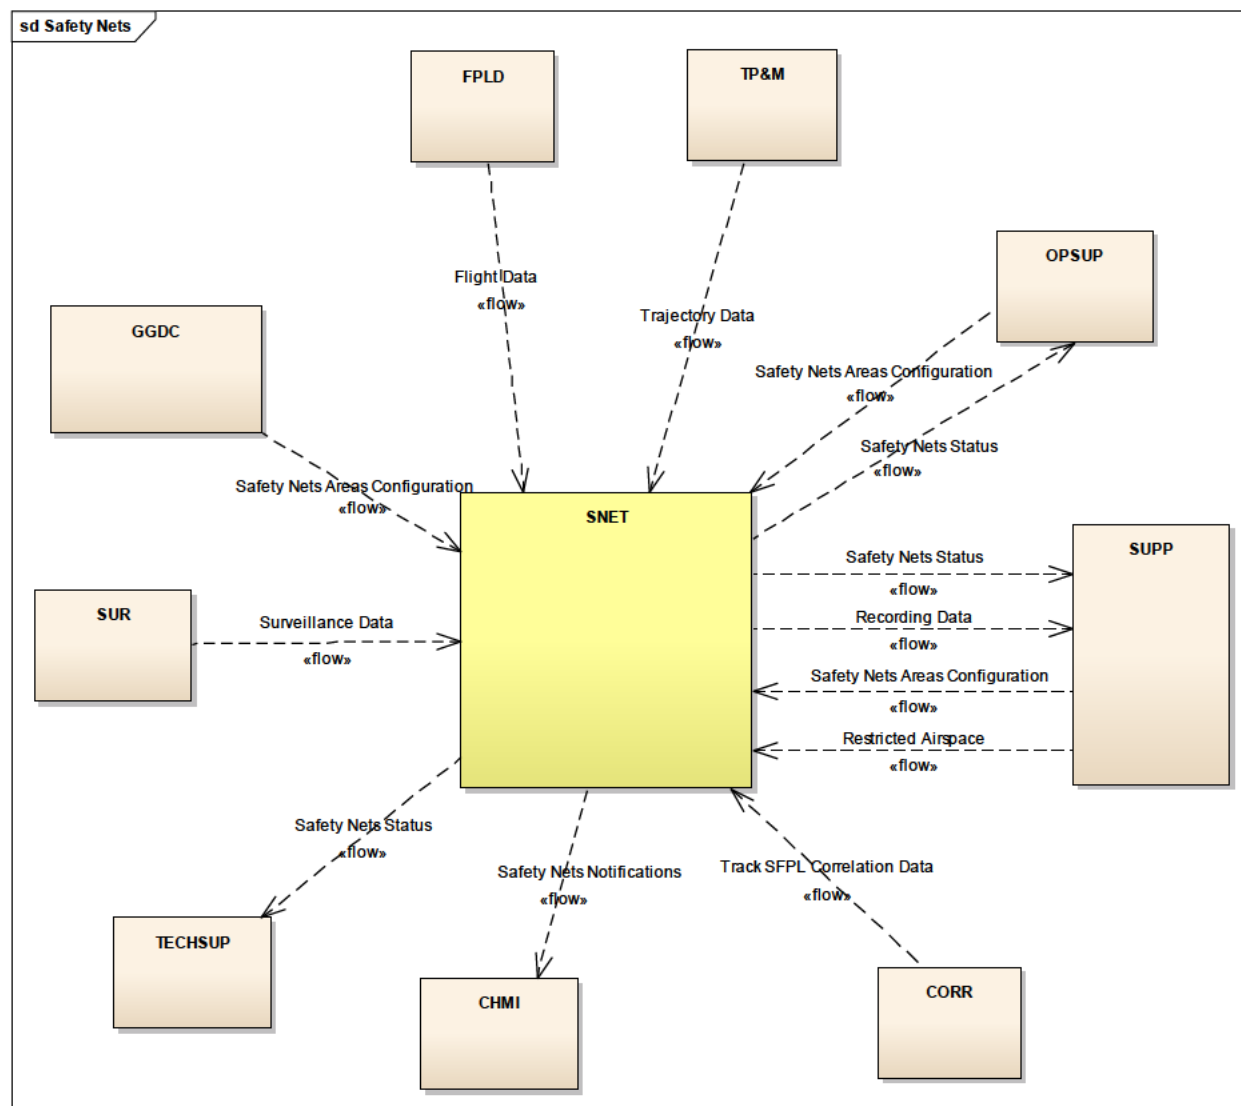 sd Safety Nets
FPLD
TP&M
OPSUP
GGDC
Flight Data
«flow»
Trajectory Data
«flow»
Safety Nets Areas Configuration
«flow»
Safety Nets Status
«flow»
Safety Nets Areas Configuration
«flow»
SNET
SUPP
Safety Nets Status
«flow»
Recording Data
«flow»
Safety Nets Areas Configuration
«flow»
Restricted Airspace
«flow»
SUR
Surveillance Data
«flow»
Safety Nets Status
«flow»
Safety Nets Notifications
«flow»
Track SFPL Correlation Data
«flow»
TECHSUP
CHMI
CORR